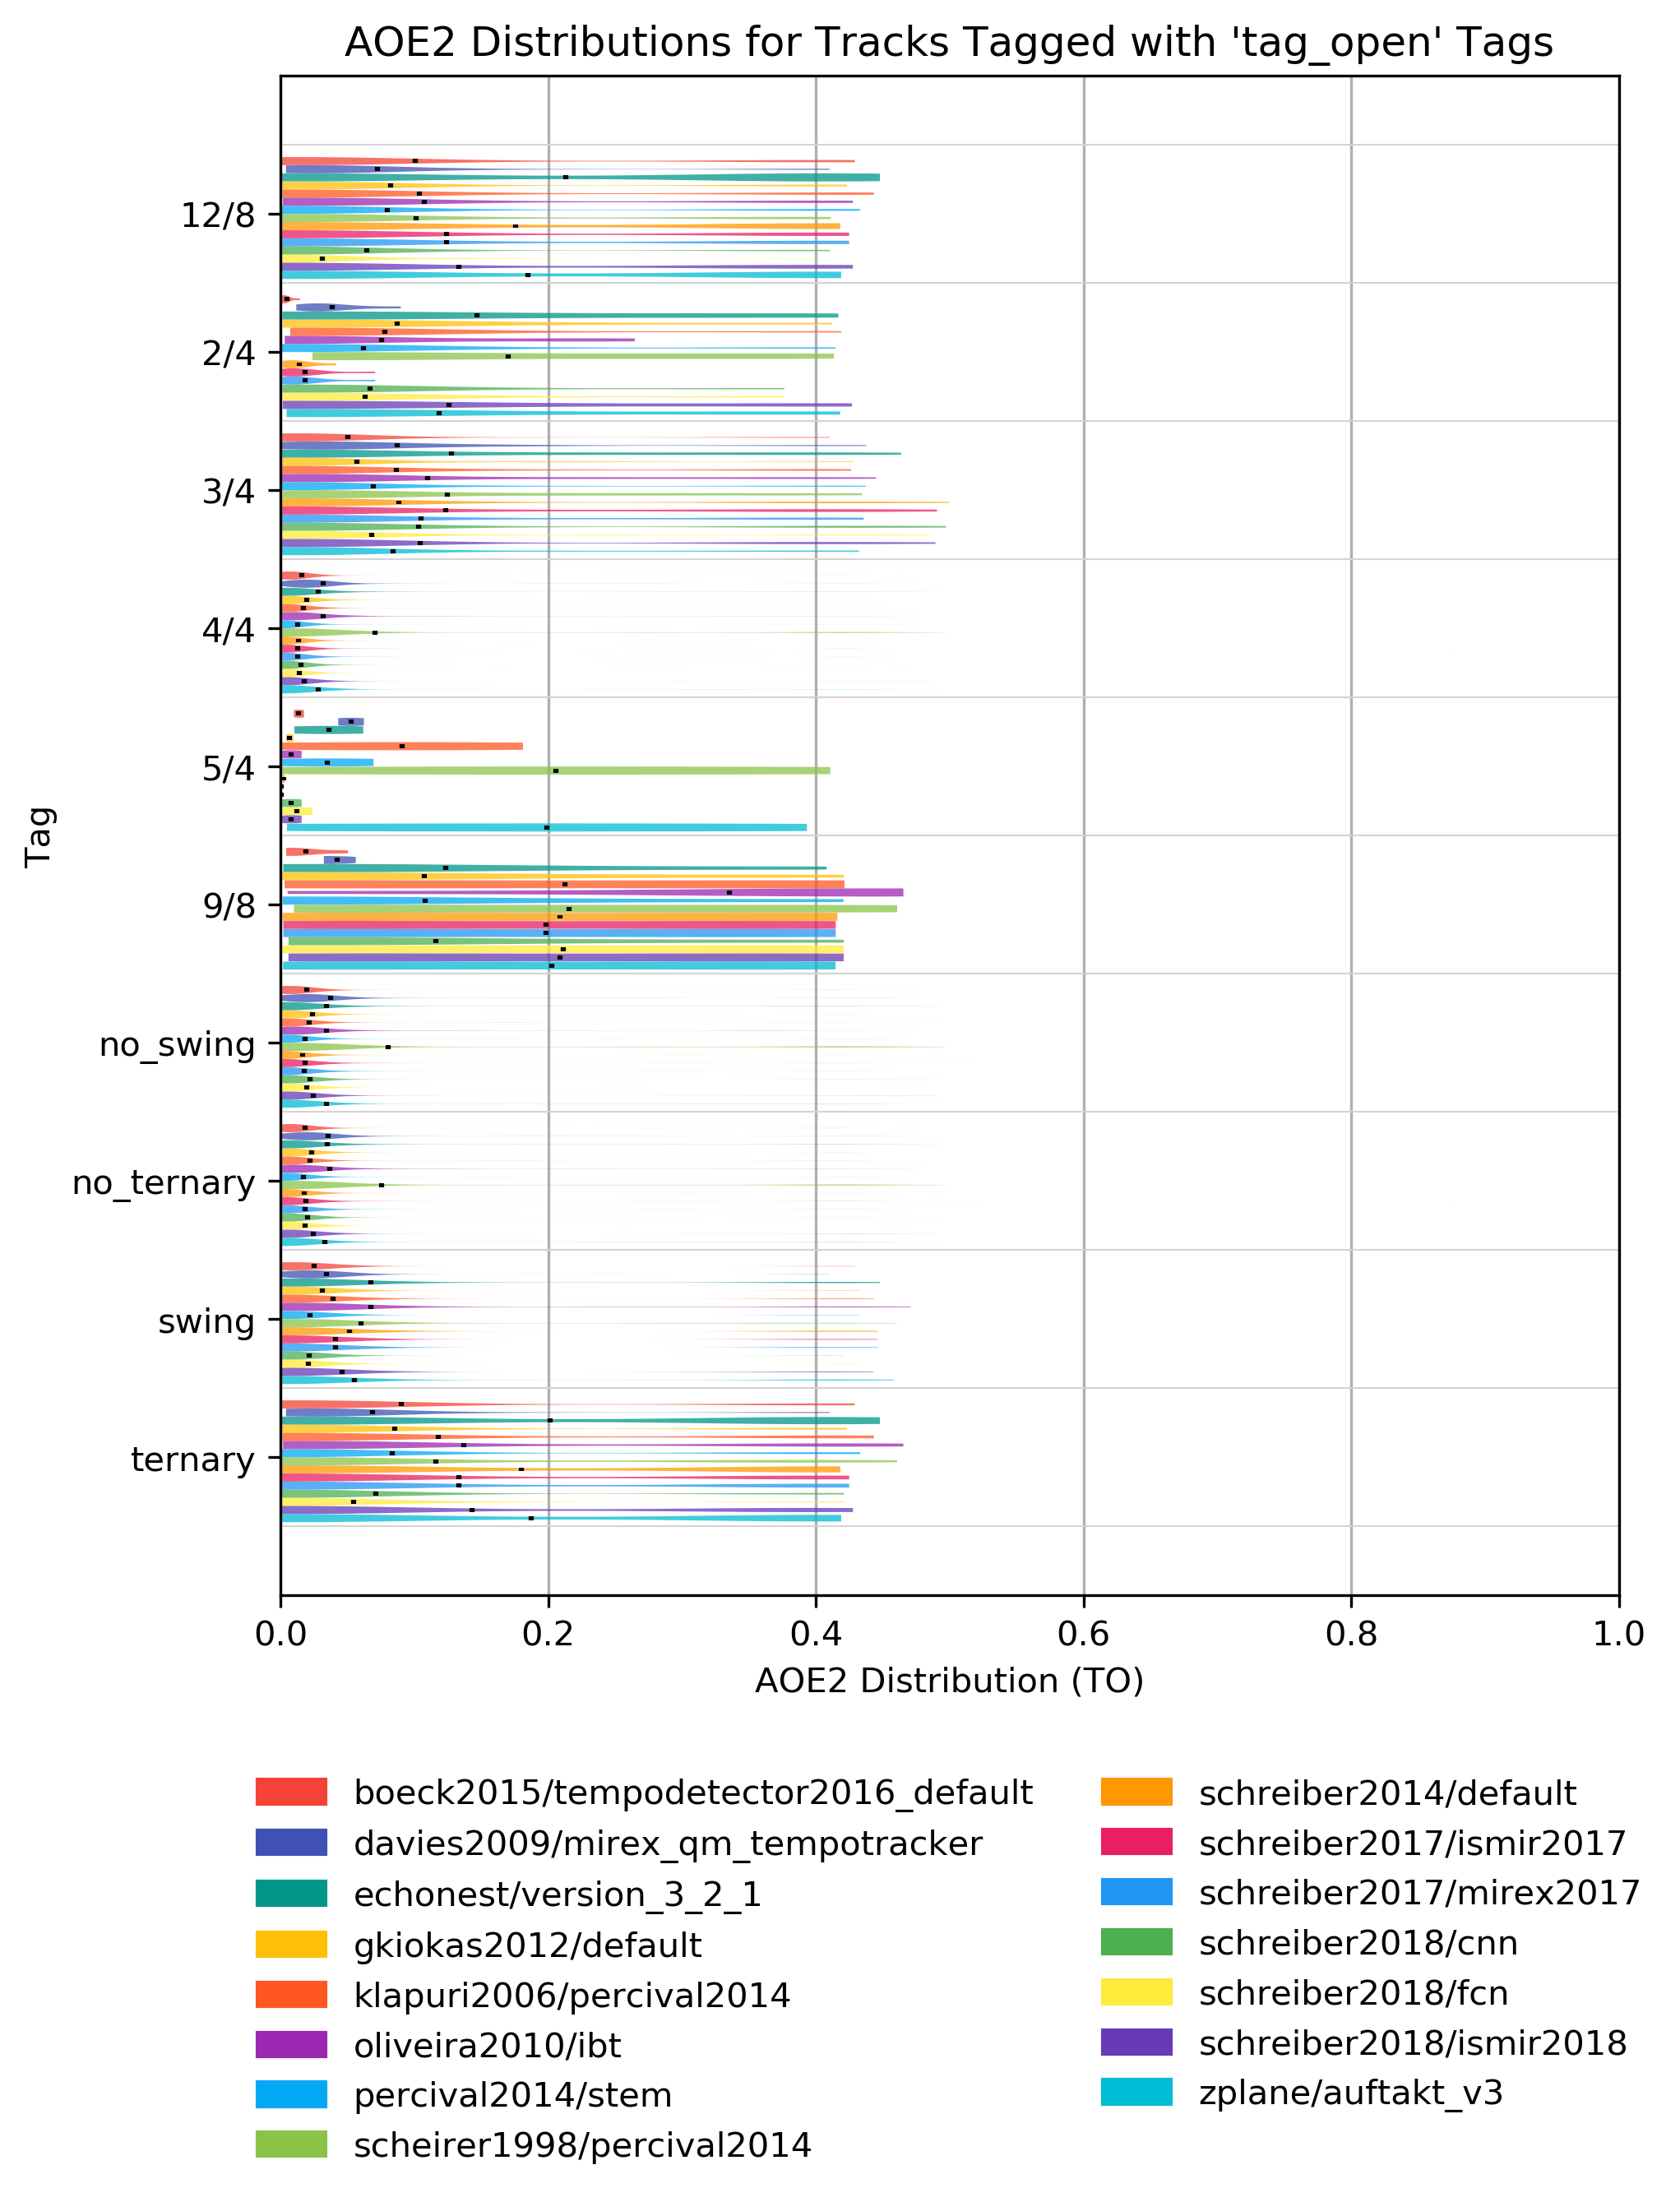 AOE2 Distributions for Tracks Tagged with 'tag_open' Tags
Tag
12/8
2/4
3/4
4/4
5/4
9/8
no_swing
no_ternary
swing
ternary
0.0 0.2 0.4 0.6 0.8 1.0
AOE2 Distribution (TO)
boeck2015/tempodetector2016_default
davies2009/mirex_qm_tempotracker
echonest/version_3_2_1
gkiokas2012/default
klapuri2006/percival2014
oliveira2010/ibt
percival2014/stem
scheirer1998/percival2014
schreiber2014/default
schreiber2017/ismir2017
schreiber2017/mirex2017
schreiber2018/cnn
schreiber2018/fcn
schreiber2018/ismir2018
zplane/auftakt_v3